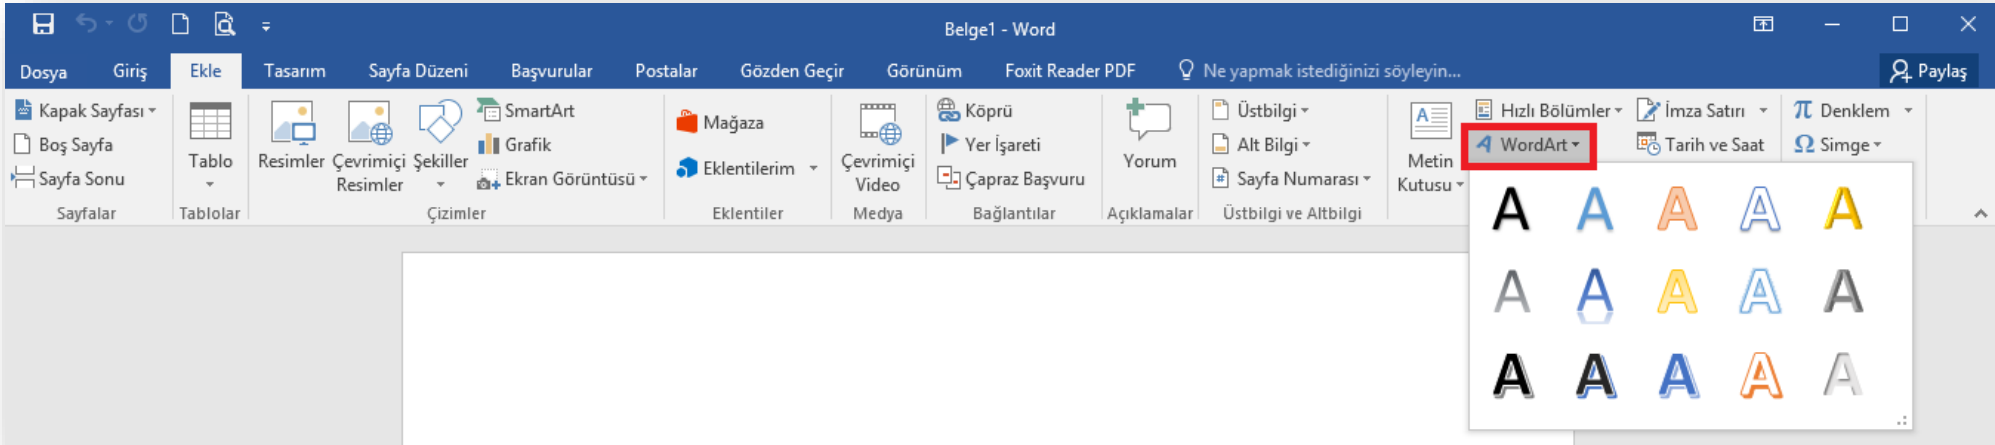 Belge1 - Word
Dosya Giriş Ekle Tasarım Sayfa Düzeni Başvurular Postalar Gözden Geçir Görünüm Foxit Reader PDF Ne yapmak istediğinizi söyleyin... Paylaş
Kapak Sayfası
Boş Sayfa
Sayfa Sonu
Sayfalar
Tablo
Tablolar
Resimler
Çevrimiçi
Resimler
Şekiller
SmartArt
Grafik
Ekran Görüntüsü
Çizimler
Mağaza
Eklentilerim
Eklentiler
Çevrimiçi
Video
Medya
Köprü
Yer İşareti
Çapraz Başvuru
Bağlantılar
Yorum
Açıklamalar
Üstbilgi
Alt Bilgi
Sayfa Numarası
Üstbilgi ve Altbilgi
Metin
Kutusu
Hızlı Bölümler
WordArt
İmza Satırı
Tarih ve Saat
Denklem
Simge
A A A A A
A A A A A
A A A A A